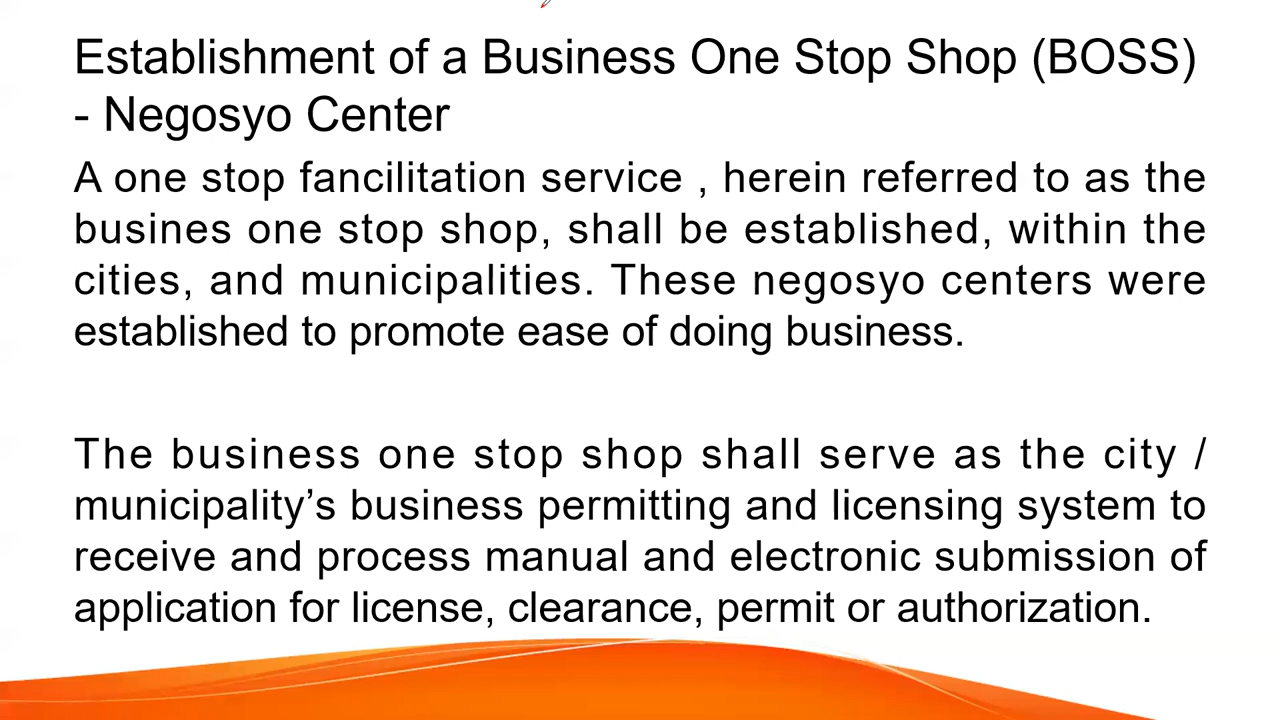 Establishment of a Business One Stop Shop (BOSS)
- Negosyo Center
A one stop fancilitation service , herein referred to as the
busines one stop shop, shall be established, within the
cities, and municipalities. These negosyo centers were
established to promote ease of doing business.
The business one stop shop shall serve as the city /
municipality’s business permitting and licensing system to
receive and process manual and electronic submission of
application for license, clearance, permit or authorization.